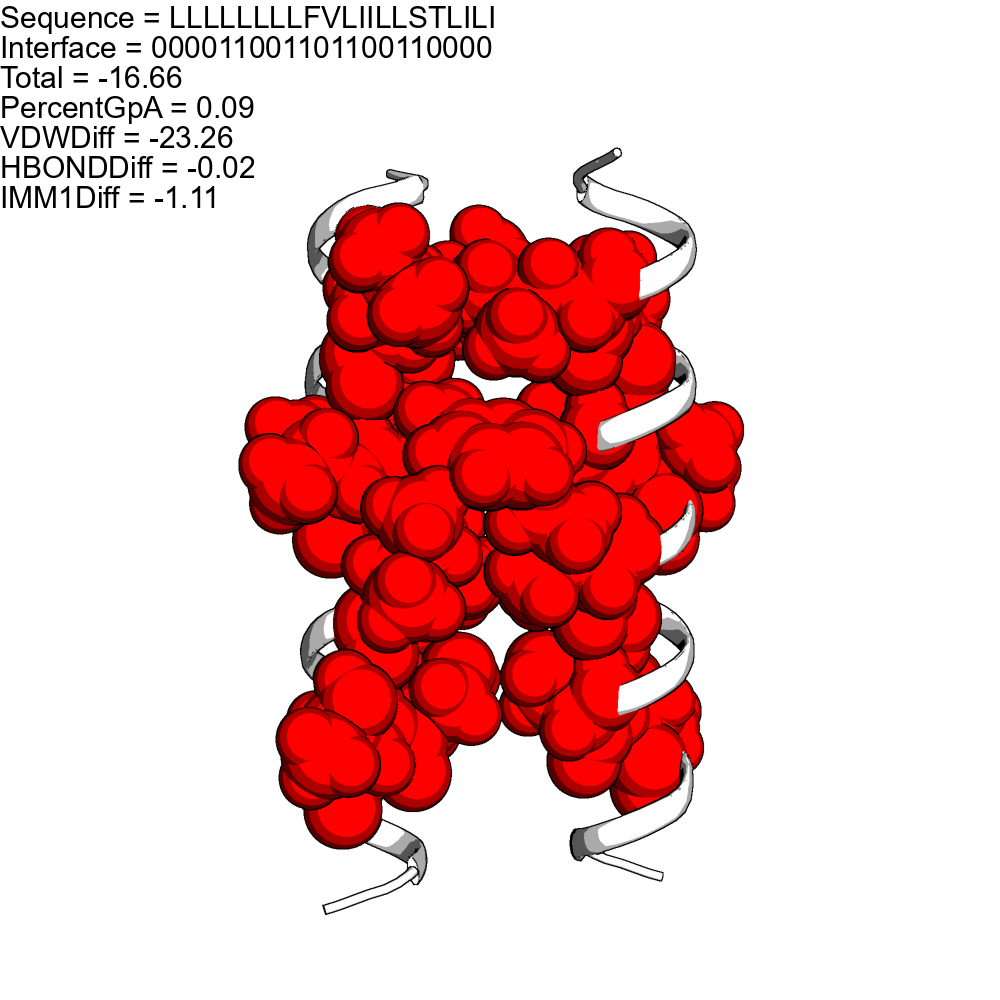 Sequence = LLLLLLLLFVLIILLSTLILI
Interface = 000011001101100110000
Total = -16.66
PercentGpA = 0.09
VDWDiff = -23.26
HBONDDiff = -0.02
IMM1Diff = -1.11